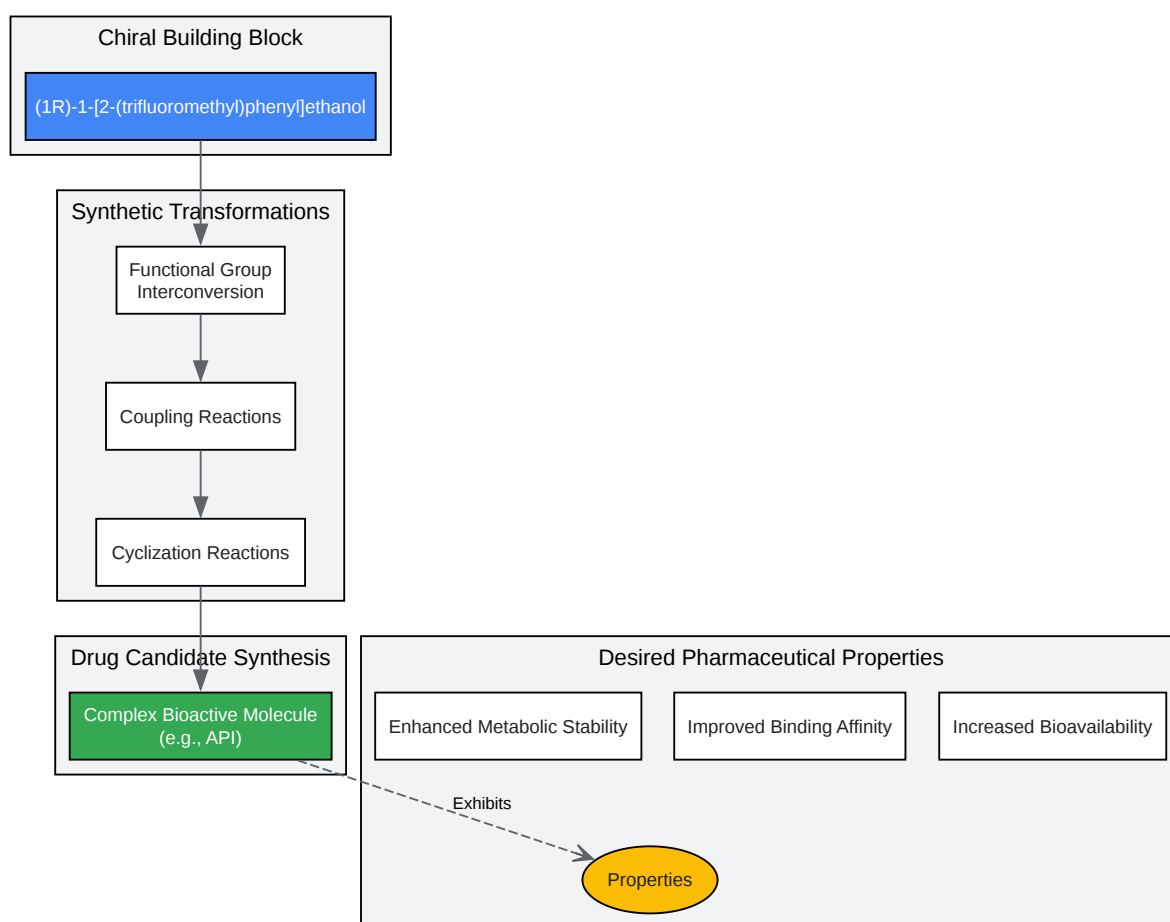 Chiral Building Block
(1R)-1-[2-(trifluoromethyl)phenyl]ethanol
Synthetic Transformations
Functional Group
Interconversion
Coupling Reactions
Cyclization Reactions
Drug Candidate Synthesis
Complex Bioactive Molecule
(e.g., API)
Desired Pharmaceutical Properties
Enhanced Metabolic Stability
Improved Binding Affinity
Increased Bioavailability
Exhibits
Properties